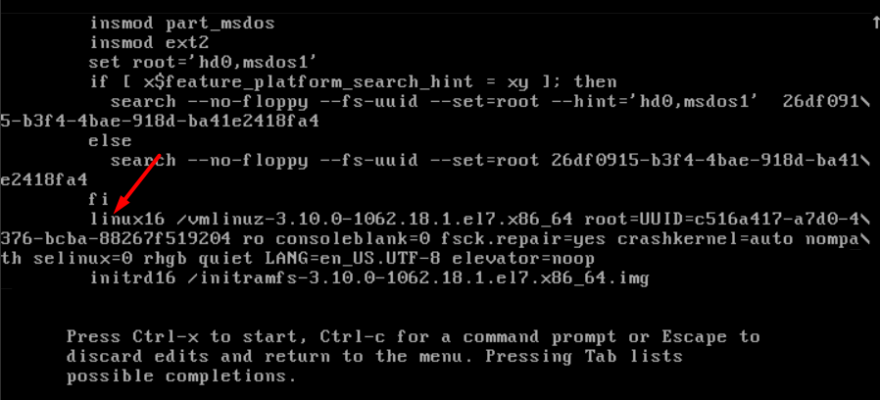 insmod part_msdos
insmod ext2
set root='hd0,msdos1'
if [ x$feature_platform_search_hint = xy ]; then
search --no-floppy --fs-uuid --set=root --hint='hd0,msdos1'  26df091\
5-b3f4-4bae-918d-ba41e2418fa4
else
search --no-floppy --fs-uuid --set=root 26df0915-b3f4-4bae-918d-ba41\
e2418fa4
fi
linux16 /vmlinuz-3.10.0-1062.18.1.el7.x86_64 root=UUID=c516a417-a7d0-4\
376-bcba-88267f519204 ro consoleblank=0 fsck.repair=yes crashkernel=auto nompa\
th selinux=0 rhgb quiet LANG=en_US.UTF-8 elevator=noop
initrd16 /initramfs-3.10.0-1062.18.1.el7.x86_64.img
Press Ctrl-x to start, Ctrl-c for a command prompt or Escape to
discard edits and return to the menu. Pressing Tab lists
possible completions.